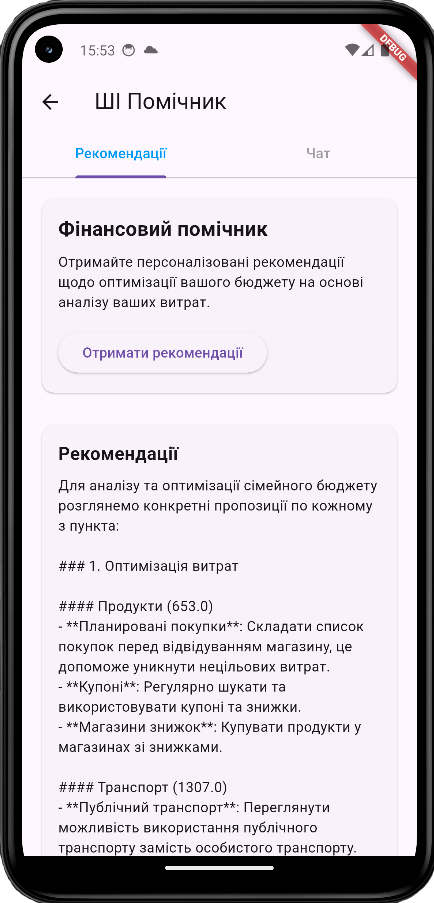 15:53
DEBUG
ШІ Помічник
Рекомендації
Чат
Фінансовий помічник
Отримайте персоналізовані рекомендації
щодо оптимізації вашого бюджету на основі
аналізу ваших витрат.
Отримати рекомендації
Рекомендації
Для аналізу та оптимізації сімейного бюджету
розглянемо конкретні пропозиції по кожному
з пункта:
### 1. Оптимізація витрат
#### Продукти (653.0)
- **Планировані покупки**: Складати список
покупок перед відвідуванням магазину, це
допоможе уникнути нецільових витрат.
- **Купоні**: Регулярно шукати та
використовувати купоні та знижки.
- **Магазини знижок**: Купувати продукти у
магазинах зі знижками.
#### Транспорт (1307.0)
- **Публічний транспорт**: Переглянути
можливість використання публічного
транспорту замість особистого транспорту.